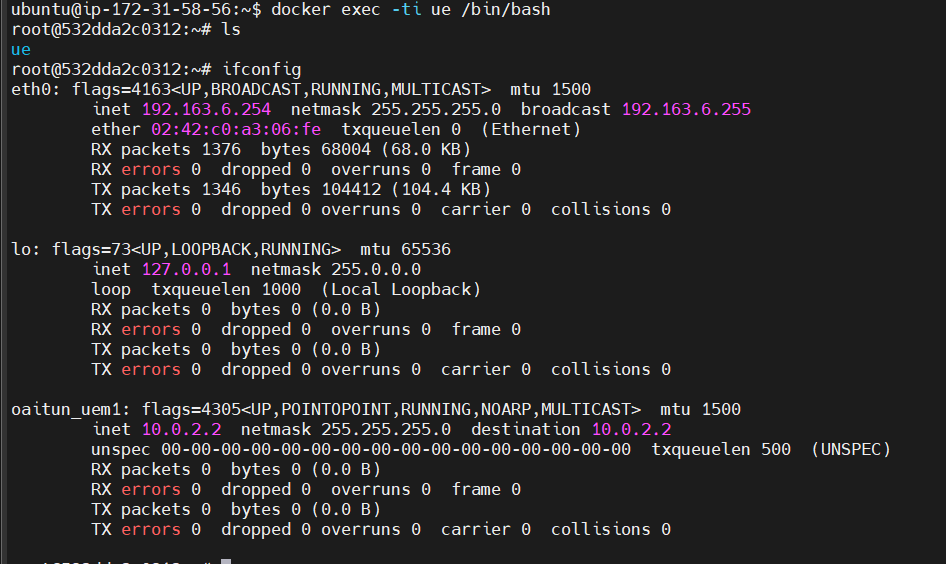 ubuntu@ip-172-31-58-56:~$ docker exec -ti ue /bin/bash
root@532dda2c0312:~# ls
ue
root@532dda2c0312:~# ifconfig
eth0: flags=4163<UP,BROADCAST,RUNNING,MULTICAST>  mtu 1500
        inet 192.163.6.254  netmask 255.255.255.0  broadcast 192.163.6.255
        ether 02:42:c0:a3:06:fe  txqueuelen 0  (Ethernet)
        RX packets 1376  bytes 68004 (68.0 KB)
        RX errors 0  dropped 0  overruns 0  frame 0
        TX packets 1346  bytes 104412 (104.4 KB)
        TX errors 0  dropped 0 overruns 0  carrier 0  collisions 0

lo: flags=73<UP,LOOPBACK,RUNNING>  mtu 65536
        inet 127.0.0.1  netmask 255.0.0.0
        loop  txqueuelen 1000  (Local Loopback)
        RX packets 0  bytes 0 (0.0 B)
        RX errors 0  dropped 0  overruns 0  frame 0
        TX packets 0  bytes 0 (0.0 B)
        TX errors 0  dropped 0 overruns 0  carrier 0  collisions 0

oaitun_uem1: flags=4305<UP,POINTOPOINT,RUNNING,NOARP,MULTICAST>  mtu 1500
        inet 10.0.2.2  netmask 255.255.255.0  destination 10.0.2.2
        unspec 00-00-00-00-00-00-00-00-00-00-00-00-00-00-00-00  txqueuelen 500  (UNSPEC)
        RX packets 0  bytes 0 (0.0 B)
        RX errors 0  dropped 0  overruns 0  frame 0
        TX packets 0  bytes 0 (0.0 B)
        TX errors 0  dropped 0 overruns 0  carrier 0  collisions 0